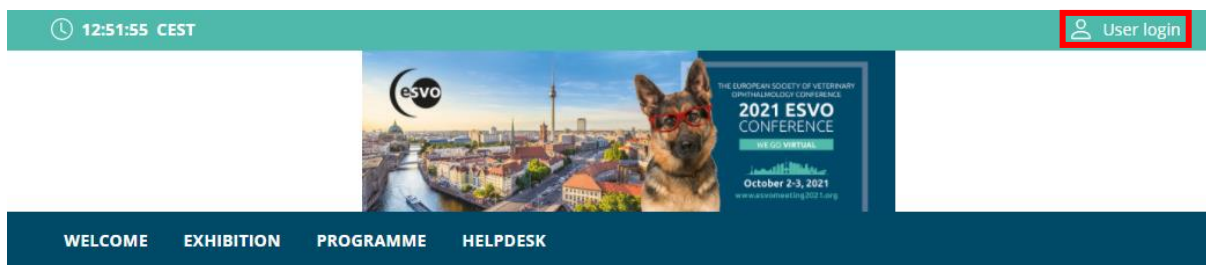 12:51:55 CEST
User login
esvo
THE EUROPEAN SOCIETY OF VETERINARY
OPHTHALMOLOGY CONFERENCE
2021 ESVO
CONFERENCE
WE GO VIRTUAL
October 2-3, 2021
www.esvomeeting2021.org
WELCOME EXHIBITION PROGRAMME HELPDESK